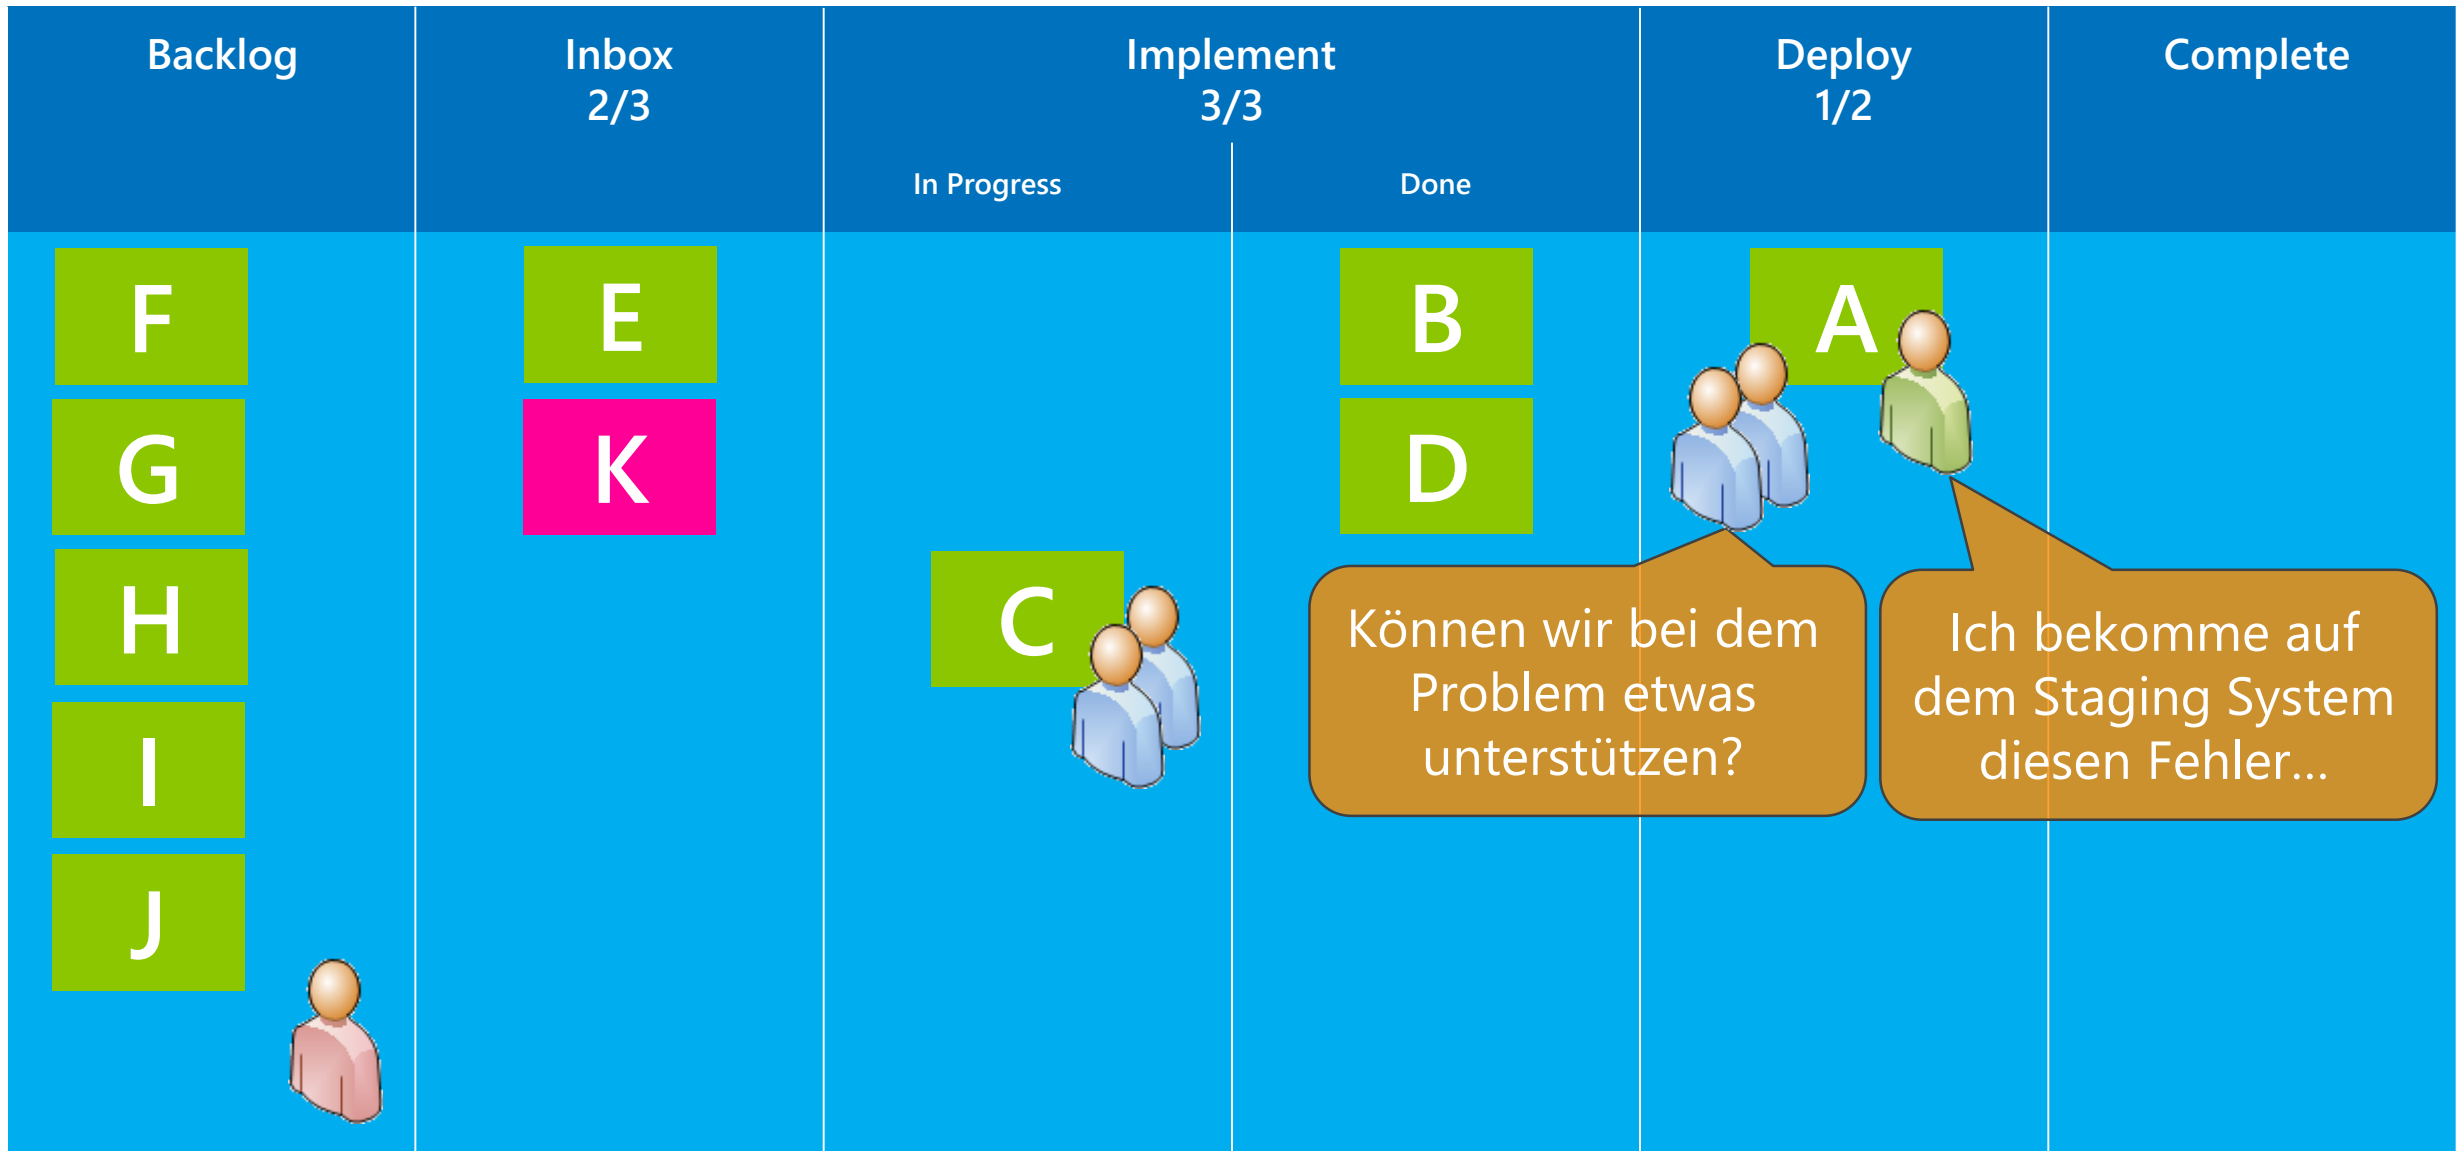 Backlog
Inbox
2/3
Implement
3/3
Deploy
1/2
Complete
In Progress
Done
F
E
B
A
G
K
D
H
C
I
J
Können wir bei dem
Problem etwas
unterstützen?
Ich bekomme auf
dem Staging System
diesen Fehler...